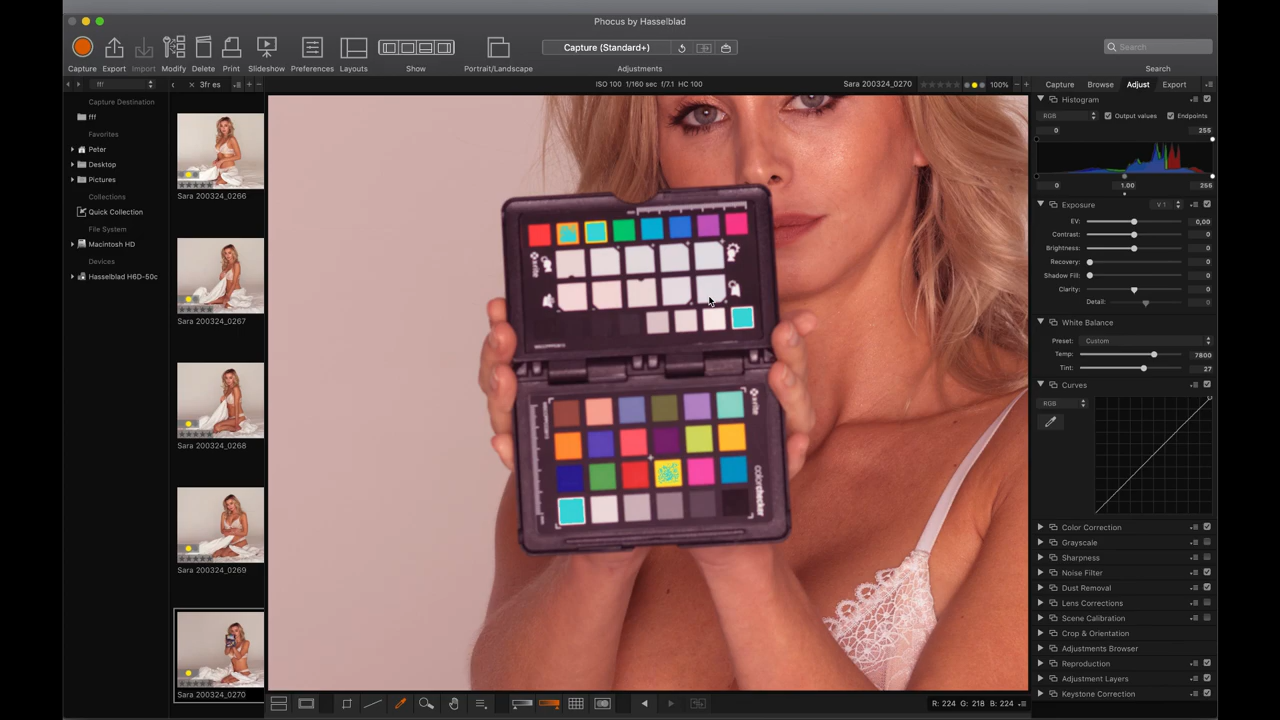 Phocus by Hasselblad
Capture Export Import Modify Delete Print Slideshow Preferences Layouts Show Portrait/Landscape
Capture (Standard+)
Adjustments
Search
Search
fff
3fr es
ISO 100 1/160 sec f/7.1 HC 100
Sara 200324_0270
100%
Capture Browse Adjust Export
Capture Destination
fff
Favorites
Peter
Desktop
Pictures
Collections
Quick Collection
File System
Macintosh HD
Devices
Hasselblad H6D-50c
Sara 200324_0266
Sara 200324_0267
Sara 200324_0268
Sara 200324_0269
Sara 200324_0270
x-rite
x-rite
colorchecker
Histogram
RGB Output values Endpoints
0 255
0 1.00 255
Exposure V 1
EV: 0,00
Contrast: 0
Brightness: 0
Recovery: 0
Shadow Fill: 0
Clarity: 0
Detail: 0
White Balance
Preset: Custom
Temp: 7800
Tint: 27
Curves
RGB
Color Correction
Grayscale
Sharpness
Noise Filter
Dust Removal
Lens Corrections
Scene Calibration
Crop & Orientation
Adjustments Browser
Reproduction
Adjustment Layers
Keystone Correction
R: 224 G: 218 B: 224